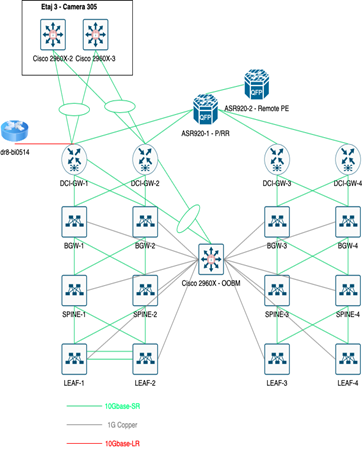 Etaj 3 - Camera 305
Cisco 2960X-2
Cisco 2960X-3
QFP
ASR920-2 - Remote PE
QFP
ASR920-1 - P/RR
dr8-bi0514
DCI-GW-1
DCI-GW-2
DCI-GW-3
DCI-GW-4
BGW-1
BGW-2
BGW-3
BGW-4
Cisco 2960X - OOBM
SPINE-1
SPINE-2
SPINE-3
SPINE-4
LEAF-1
LEAF-2
LEAF-3
LEAF-4
10Gbase-SR
1G Copper
10Gbase-LR